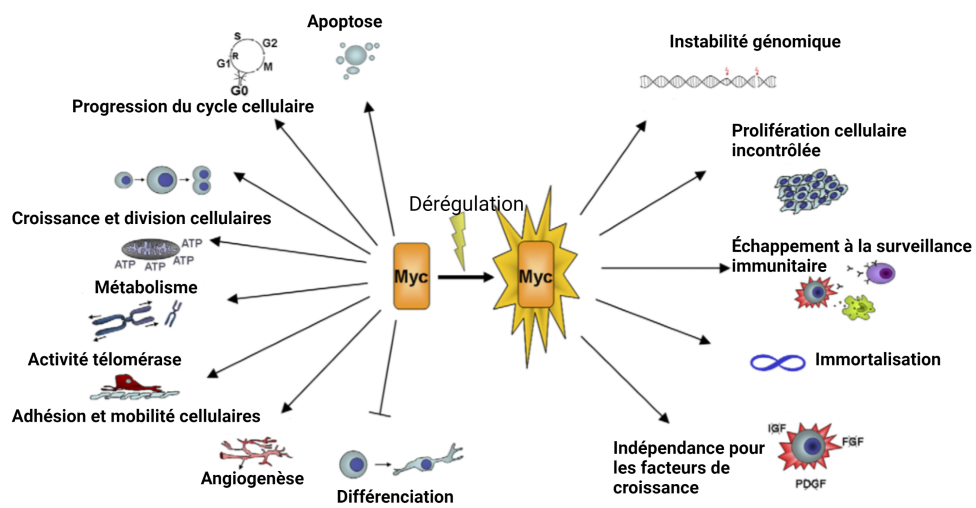 Apoptose
S
G2
G1
R
M
G0
Progression du cycle cellulaire
Croissance et division cellulaires
ATP
ATP
ATP
ATP
Métabolisme
Activité télomérase
Adhésion et mobilité cellulaires
Angiogenèse
Différenciation
Myc
Dérégulation
Myc
Instabilité génomique
Prolifération cellulaire
incontrôlée
Échappement à la surveillance
immunitaire
Immortalisation
Indépendance pour
les facteurs de
croissance
IGF
FGF
PDGF